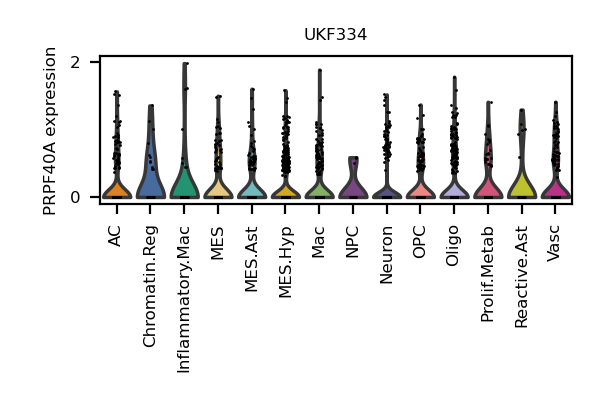 UKF334
PRPF40A expression
2
0
AC
Chromatin.Reg
Inflammatory.Mac
MES
MES.Ast
MES.Hyp
Mac
NPC
Neuron
OPC
Oligo
Prolif.Metab
Reactive.Ast
Vasc